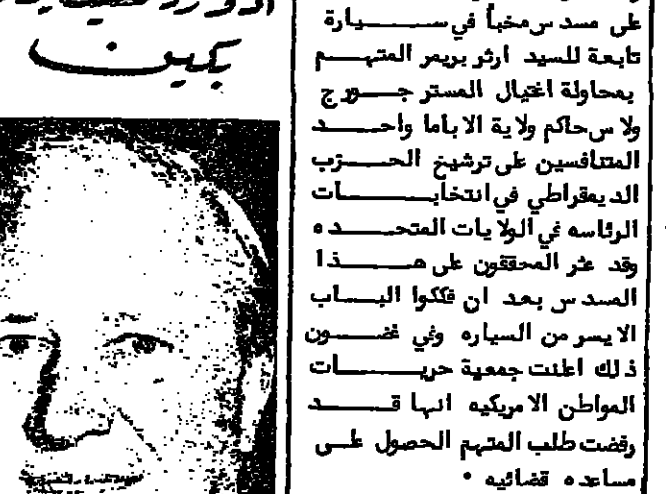 على مسدس مخبأ في سيارة
تابعة للسيد ارثر بريمر المتهم
بمحاولة اغتيال المستر جورج
ولاس حاكم ولاية الاباما واحد
المتنافسين على ترشيخ الحزب
الديمقراطي في انتخابات
الرئاسه في الولايات المتحده
وقد عثر المحققون على هذا
المسدس بعد ان فككوا الباب
الايسر من السياره وفي غضون
ذلك اعلنت جمعية حريات
المواطن الامريكيه انها قد
رفضت طلب المتهم الحصول على
مساعده قضائيه •
بكين